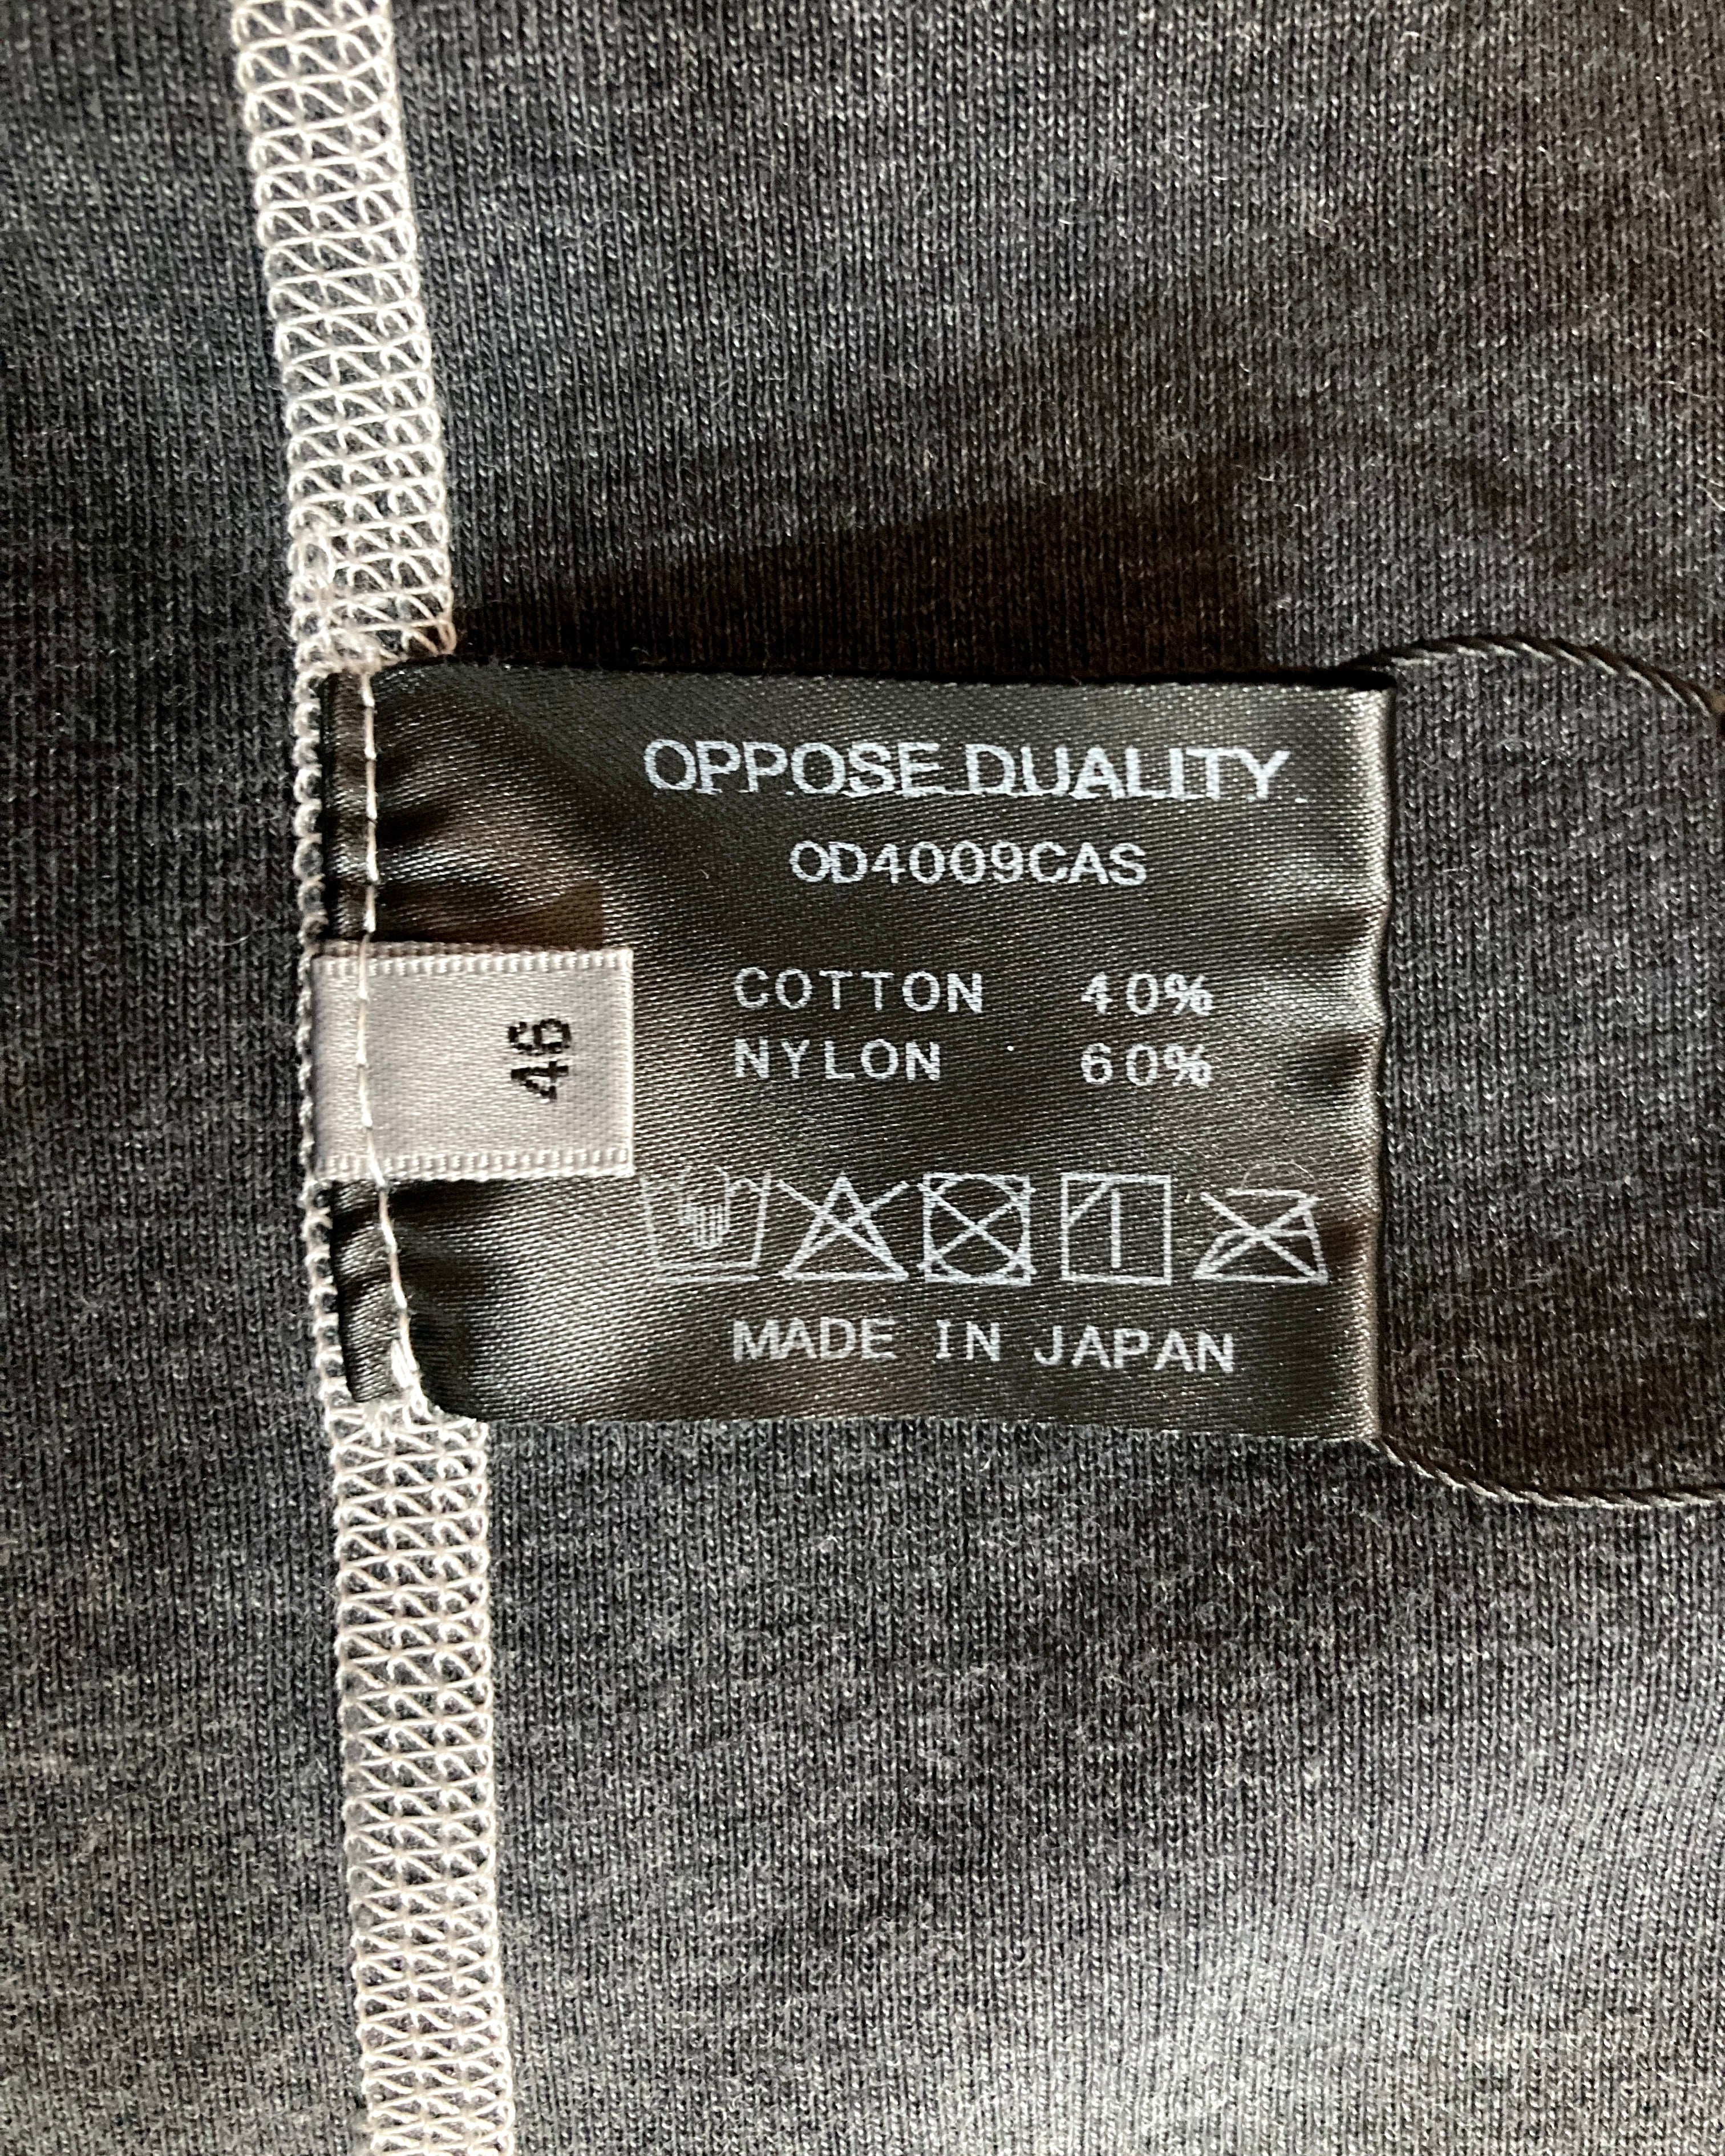 OPPOSE.DUALITY.
OD4009CAS
COTTON 40%
NYLON 60%
46
MADE IN JAPAN